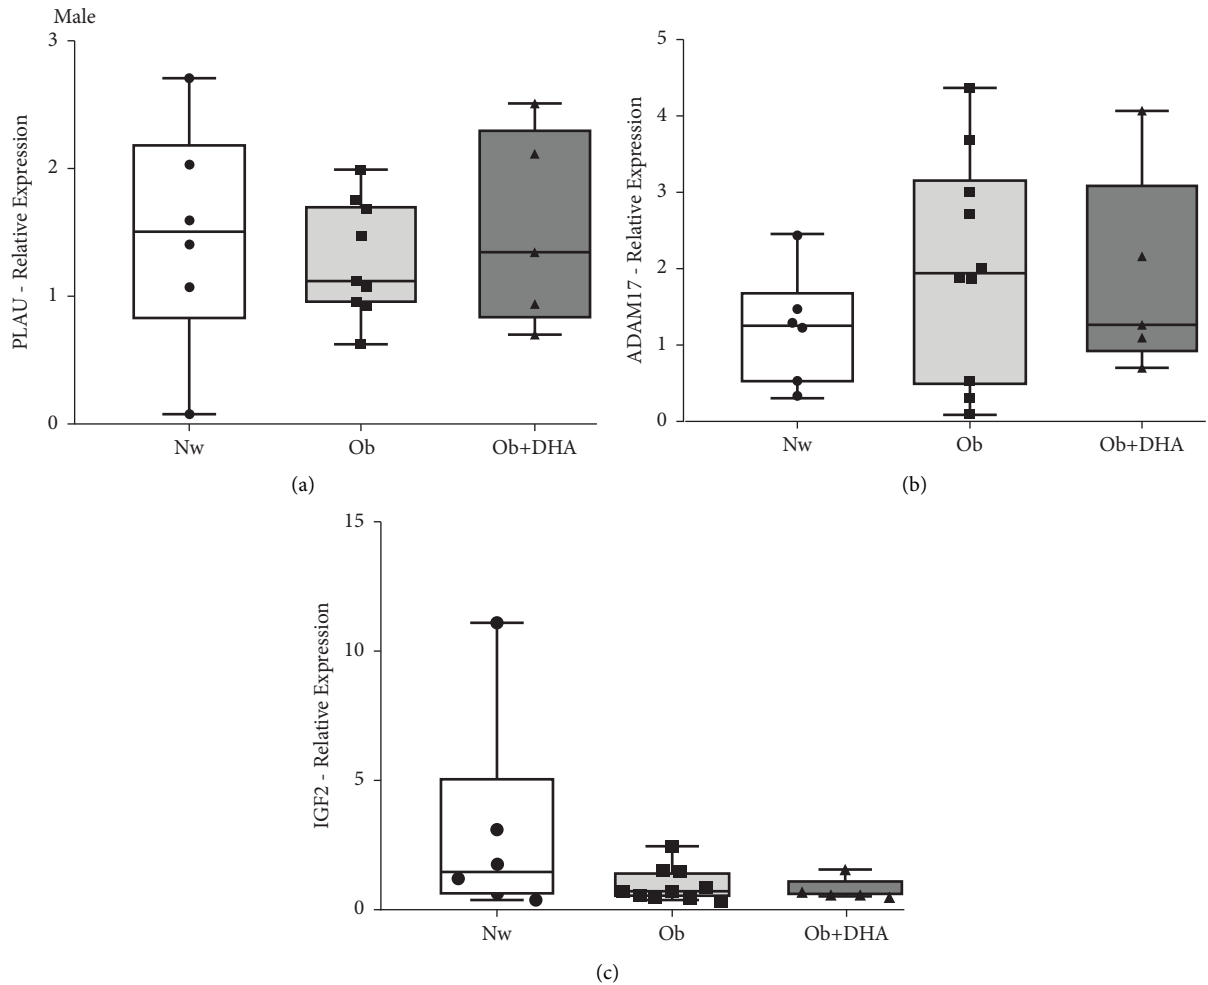 Male
PLAU - Relative Expression
3
2
1
0
Nw
Ob
Ob+DHA
(a)
ADAM17 - Relative Expression
5
4
3
2
1
0
Nw
Ob
Ob+DHA
(b)
IGF2 - Relative Expression
15
10
5
0
Nw
Ob
Ob+DHA
(c)